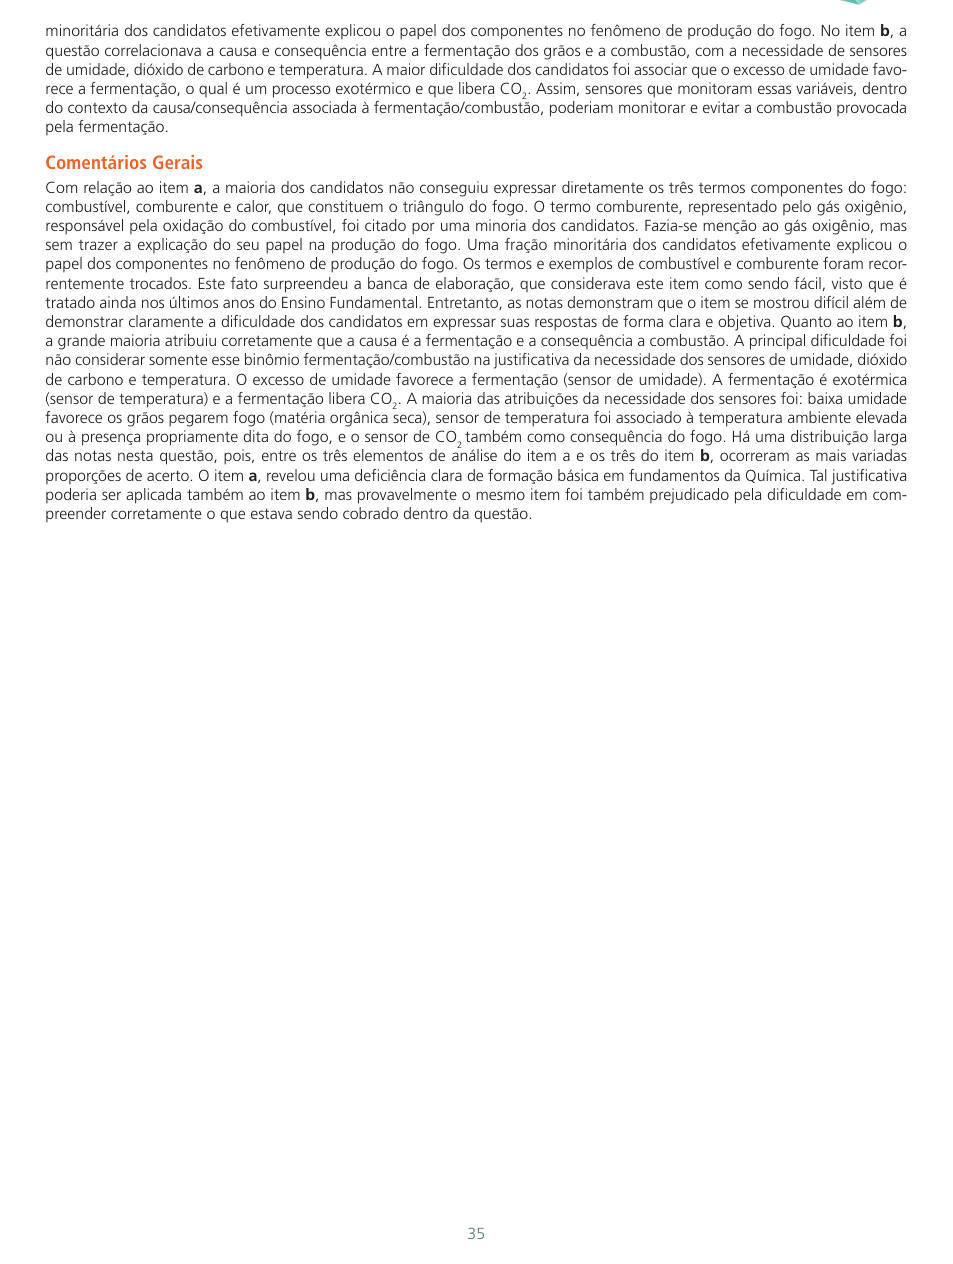 minoritária dos candidatos efetivamente explicou o papel dos componentes no fenômeno de produção do fogo. No item b, a
questão correlacionava a causa e consequência entre a fermentação dos grãos e a combustão, com a necessidade de sensores
de umidade, dióxido de carbono e temperatura. A maior dificuldade dos candidatos foi associar que o excesso de umidade favo-
rece a fermentação, o qual é um processo exotérmico e que libera CO2. Assim, sensores que monitoram essas variáveis, dentro
do contexto da causa/consequência associada à fermentação/combustão, poderiam monitorar e evitar a combustão provocada
pela fermentação.
Comentários Gerais
Com relação ao item a, a maioria dos candidatos não conseguiu expressar diretamente os três termos componentes do fogo:
combustível, comburente e calor, que constituem o triângulo do fogo. O termo comburente, representado pelo gás oxigênio,
responsável pela oxidação do combustível, foi citado por uma minoria dos candidatos. Fazia-se menção ao gás oxigênio, mas
sem trazer a explicação do seu papel na produção do fogo. Uma fração minoritária dos candidatos efetivamente explicou o
papel dos componentes no fenômeno de produção do fogo. Os termos e exemplos de combustível e comburente foram recor-
rentemente trocados. Este fato surpreendeu a banca de elaboração, que considerava este item como sendo fácil, visto que é
tratado ainda nos últimos anos do Ensino Fundamental. Entretanto, as notas demonstram que o item se mostrou difícil além de
demonstrar claramente a dificuldade dos candidatos em expressar suas respostas de forma clara e objetiva. Quanto ao item b,
a grande maioria atribuiu corretamente que a causa é a fermentação e a consequência a combustão. A principal dificuldade foi
não considerar somente esse binômio fermentação/combustão na justificativa da necessidade dos sensores de umidade, dióxido
de carbono e temperatura. O excesso de umidade favorece a fermentação (sensor de umidade). A fermentação é exotérmica
(sensor de temperatura) e a fermentação libera CO2. A maioria das atribuições da necessidade dos sensores foi: baixa umidade
favorece os grãos pegarem fogo (matéria orgânica seca), sensor de temperatura foi associado à temperatura ambiente elevada
ou à presença propriamente dita do fogo, e o sensor de CO2 também como consequência do fogo. Há uma distribuição larga
das notas nesta questão, pois, entre os três elementos de análise do item a e os três do item b, ocorreram as mais variadas
proporções de acerto. O item a, revelou uma deficiência clara de formação básica em fundamentos da Química. Tal justificativa
poderia ser aplicada também ao item b, mas provavelmente o mesmo item foi também prejudicado pela dificuldade em com-
preender corretamente o que estava sendo cobrado dentro da questão.
35